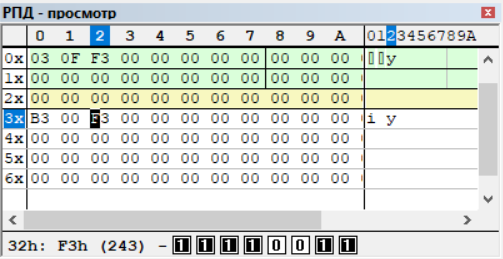 РПД - просмотр
0 1 2 3 4 5 6 7 8 9 A 0123456789A
0x 03 0F F3 00 00 00 00 00 00 00 00 ▯▯y
1x 00 00 00 00 00 00 00 00 00 00 00
2x 00 00 00 00 00 00 00 00 00 00 00
3x B3 00 F3 00 00 00 00 00 00 00 00 i y
4x 00 00 00 00 00 00 00 00 00 00 00
5x 00 00 00 00 00 00 00 00 00 00 00
6x 00 00 00 00 00 00 00 00 00 00 00
32h: F3h (243) - 1 1 1 1 0 0 1 1